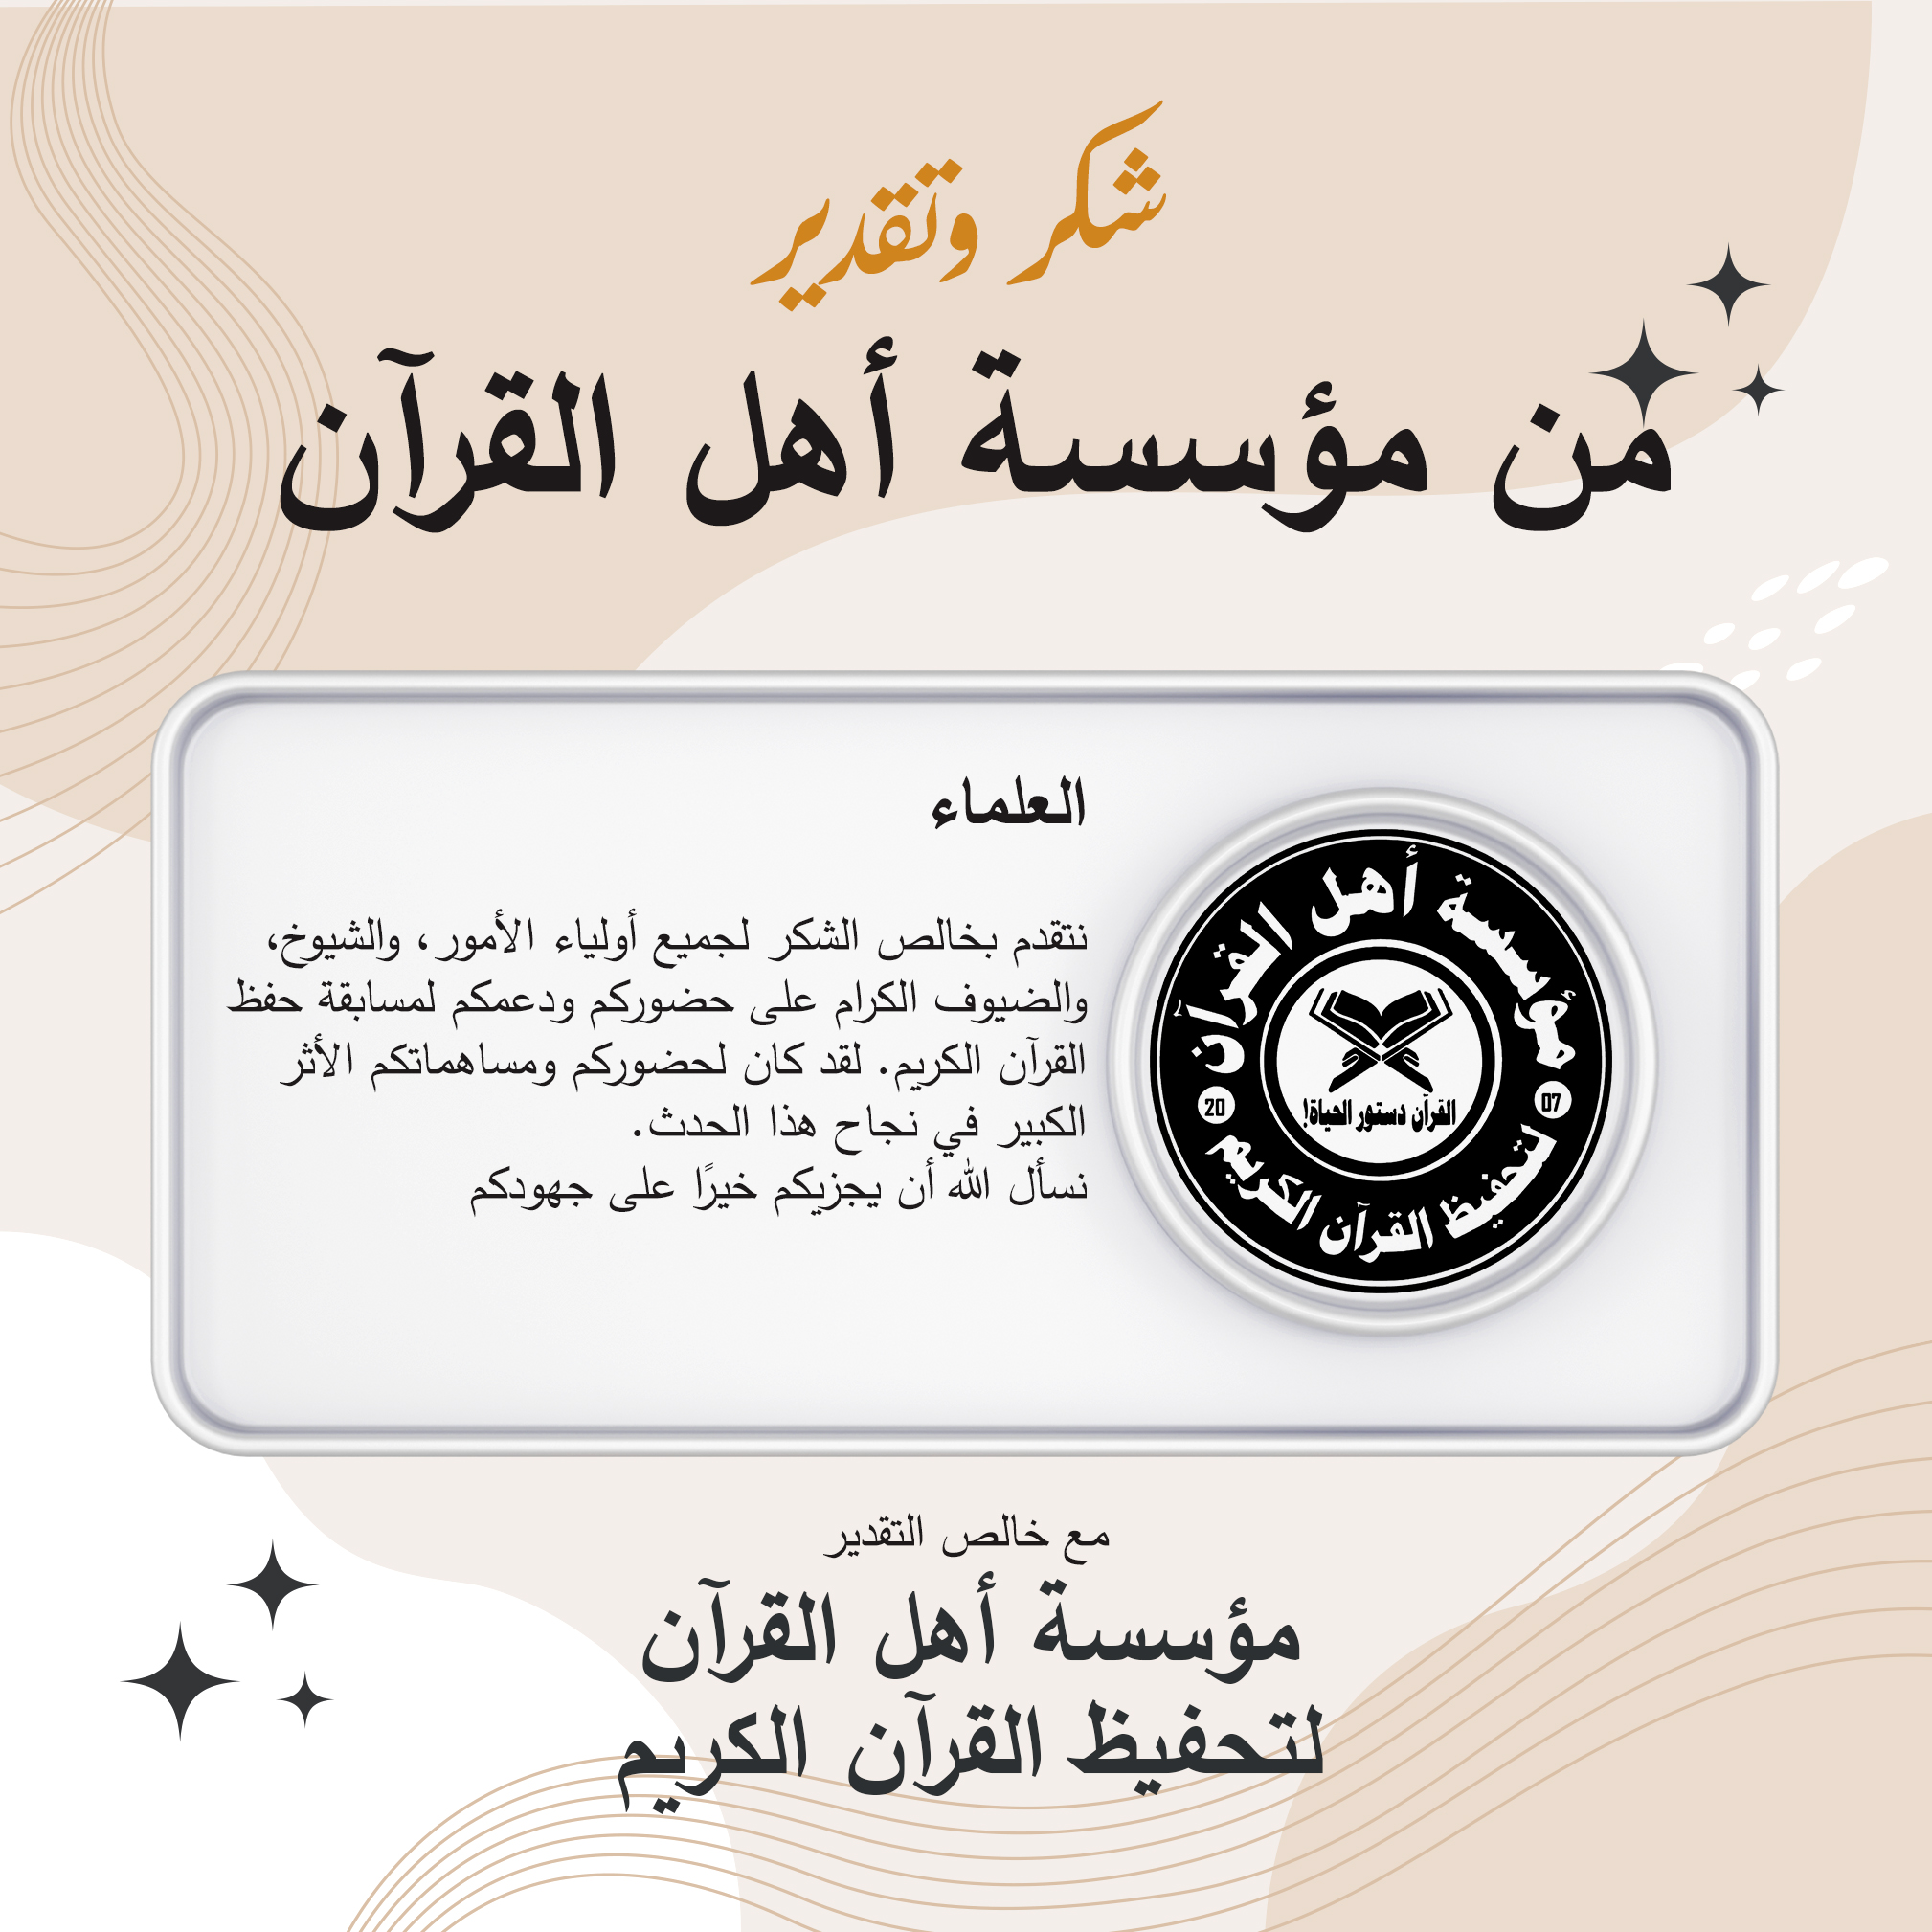 شكر وتقدير
من مؤسسة أهل القرآن
العلماء
نتقدم بخالص الشكر لجميع أولياء الأمور، والشيوخ،
والضيوف الكرام على حضوركم ودعمكم لمسابقة حفظ
القرآن الكريم. لقد كان لحضوركم ومساهماتكم الأثر
الكبير في نجاح هذا الحدث.
نسأل الله أن يجزيكم خيرًا على جهودكم
مؤسسة أهل القرآن
07
20
القرآن دستور الحياة!
لتحفيظ القرآن الكريم
مع خالص التقدير
مؤسسة أهل القرآن
لتحفيظ القرآن الكريم